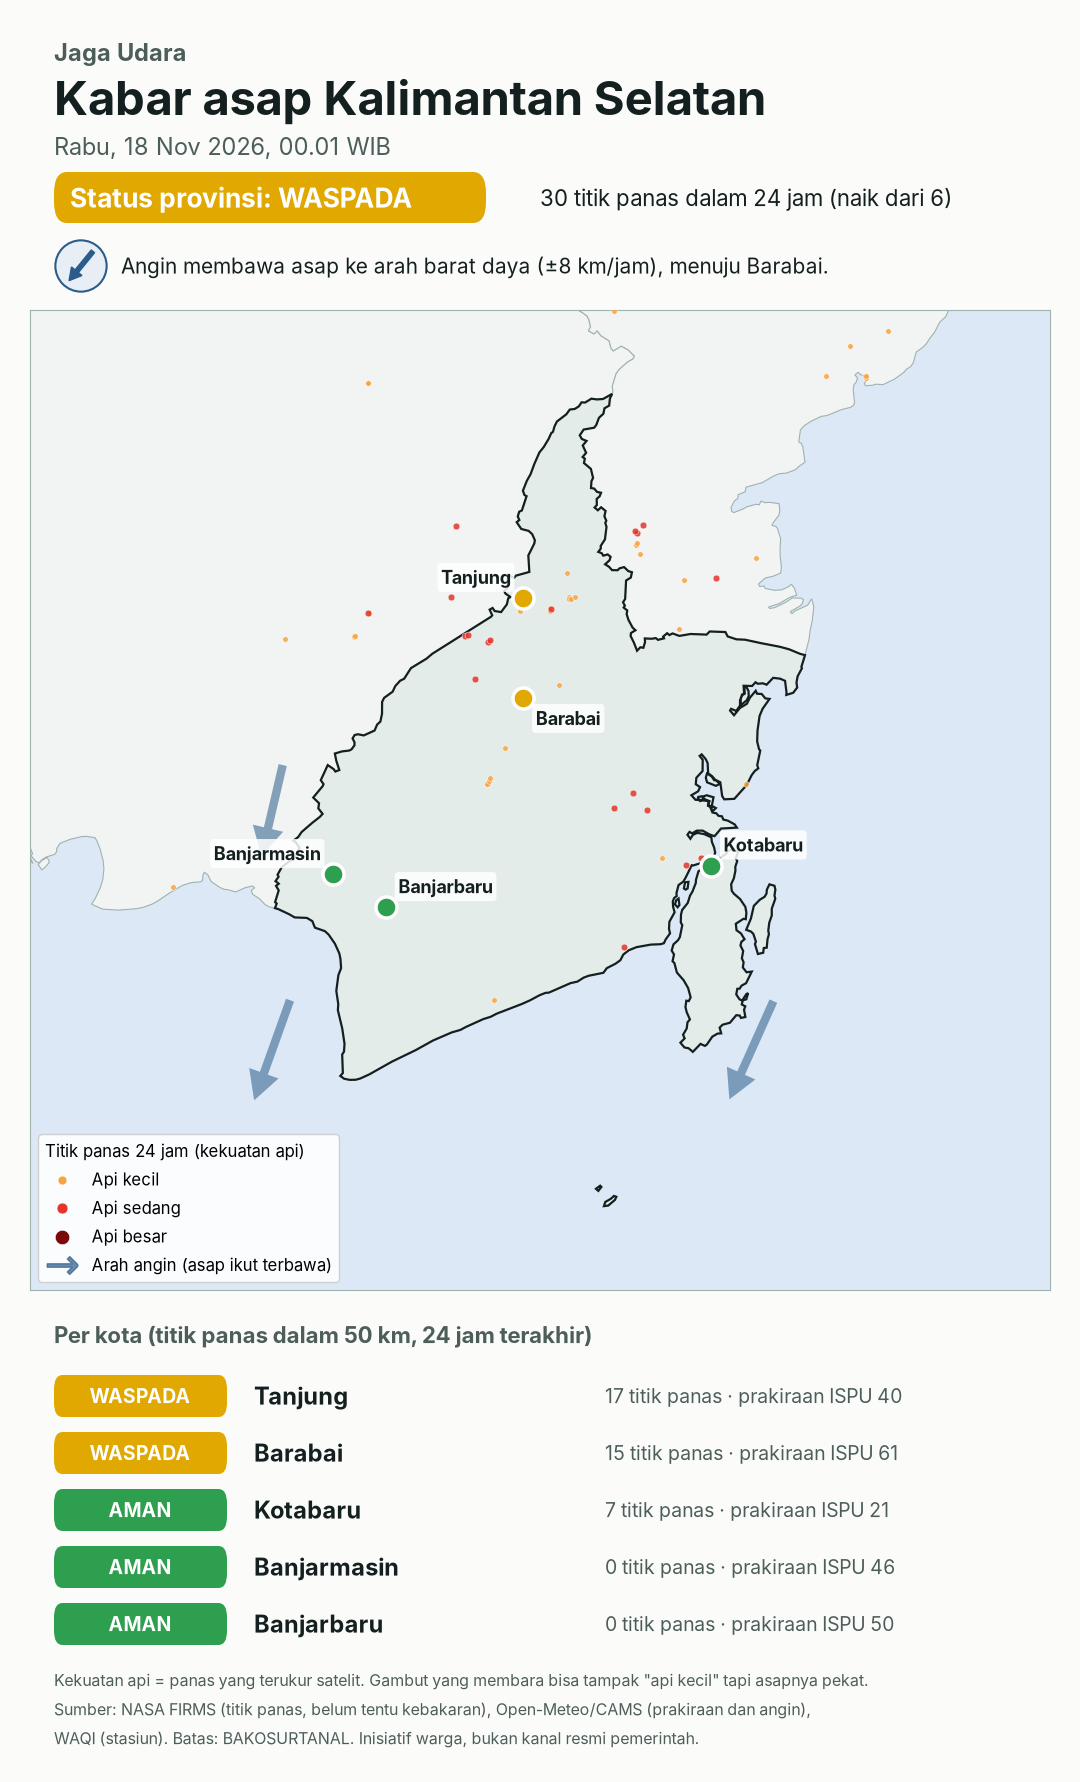 Jaga Udara
Kabar asap Kalimantan Selatan
Rabu, 18 Nov 2026, 00.01 WIB
Status provinsi: WASPADA
30 titik panas dalam 24 jam (naik dari 6)
Angin membawa asap ke arah barat daya (±8 km/jam), menuju Barabai.
Tanjung
Barabai
Banjarmasin
Kotabaru
Banjarbaru
Titik panas 24 jam (kekuatan api)
Api kecil
Api sedang
Api besar
Arah angin (asap ikut terbawa)
Per kota (titik panas dalam 50 km, 24 jam terakhir)
WASPADA Tanjung 17 titik panas · prakiraan ISPU 40
WASPADA Barabai 15 titik panas · prakiraan ISPU 61
AMAN Kotabaru 7 titik panas · prakiraan ISPU 21
AMAN Banjarmasin 0 titik panas · prakiraan ISPU 46
AMAN Banjarbaru 0 titik panas · prakiraan ISPU 50
Kekuatan api = panas yang terukur satelit. Gambut yang membara bisa tampak "api kecil" tapi asapnya pekat.
Sumber: NASA FIRMS (titik panas, belum tentu kebakaran), Open-Meteo/CAMS (prakiraan dan angin),
WAQI (stasiun). Batas: BAKOSURTANAL. Inisiatif warga, bukan kanal resmi pemerintah.